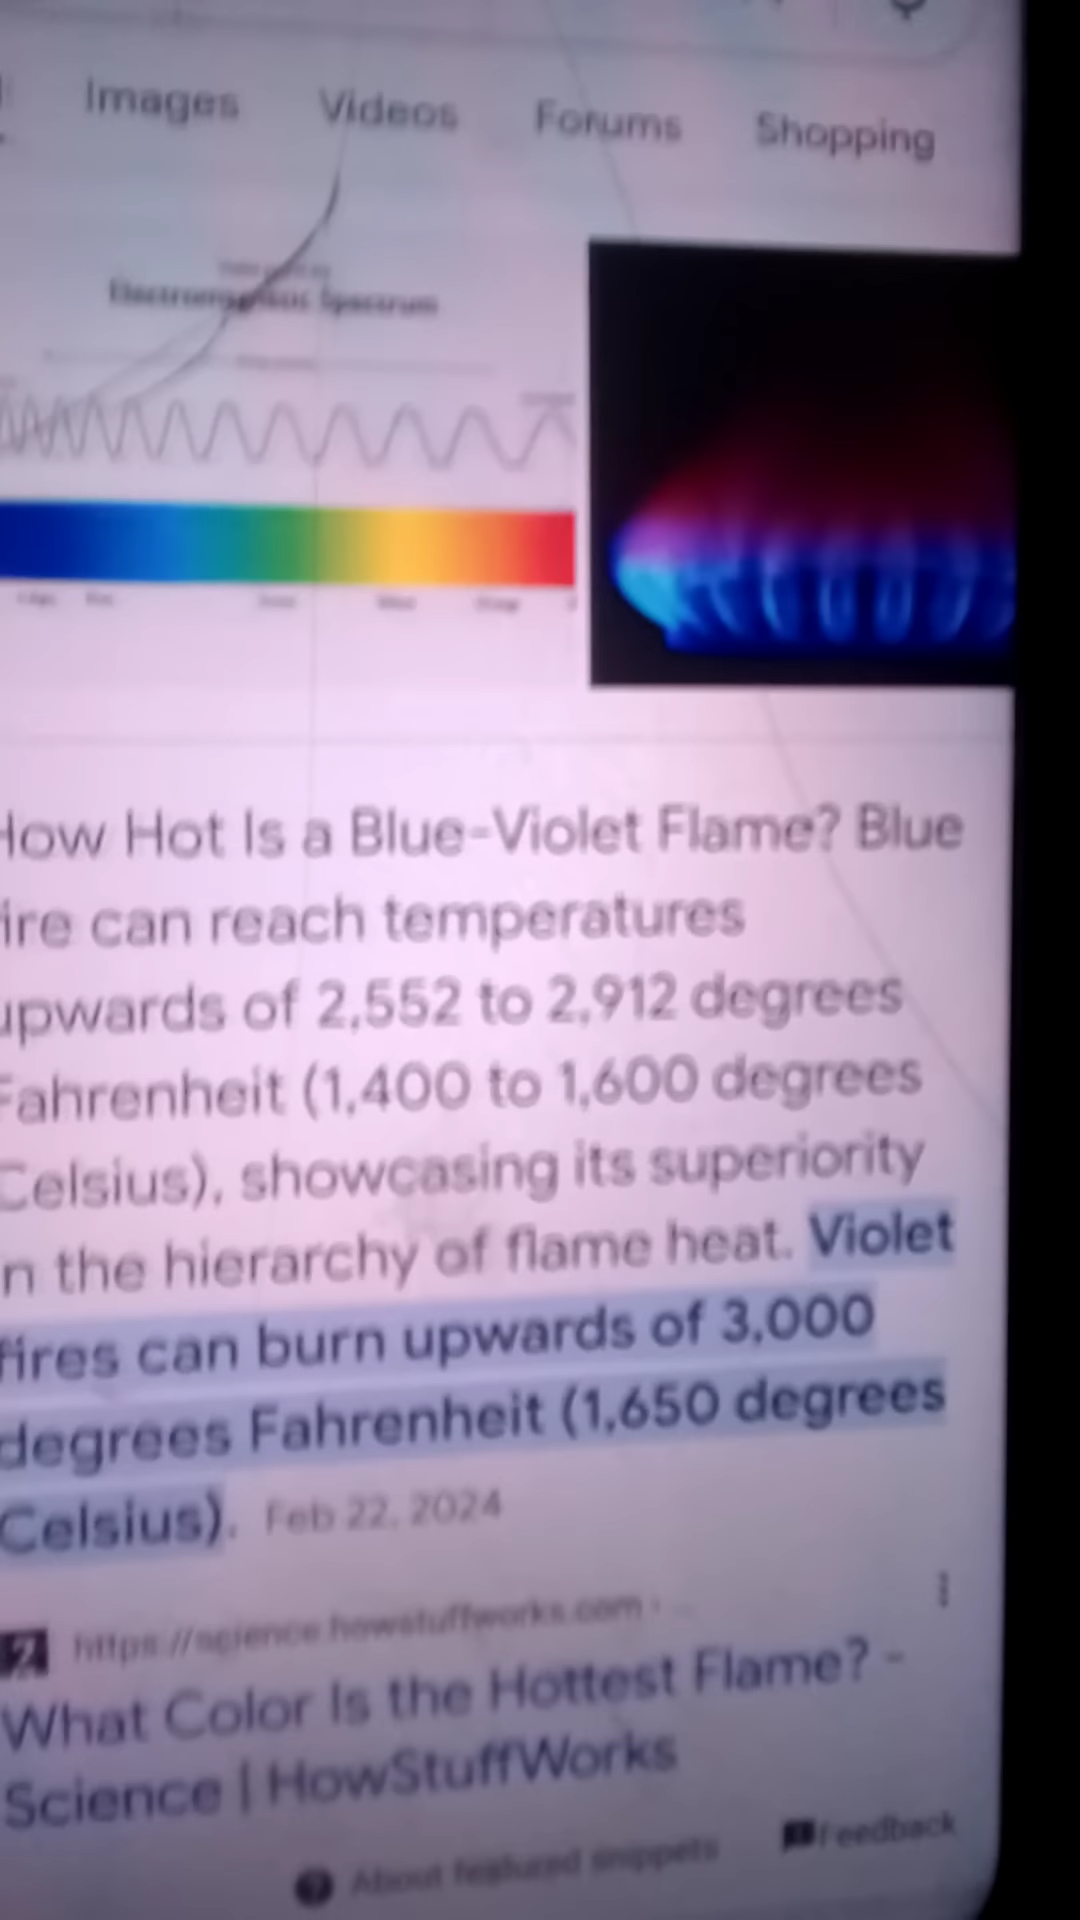 Images Videos Forums Shopping
Electromagnetic Spectrum
How Hot Is a Blue-Violet Flame? Blue
ire can reach temperatures
upwards of 2,552 to 2,912 degrees
Fahrenheit (1,400 to 1,600 degrees
Celsius), showcasing its superiority
n the hierarchy of flame heat. Violet
fires can burn upwards of 3,000
degrees Fahrenheit (1,650 degrees
Celsius). Feb 22, 2024
https://science.howstuffworks.com › ...
What Color Is the Hottest Flame? -
Science | HowStuffWorks
About featured snippets Feedback